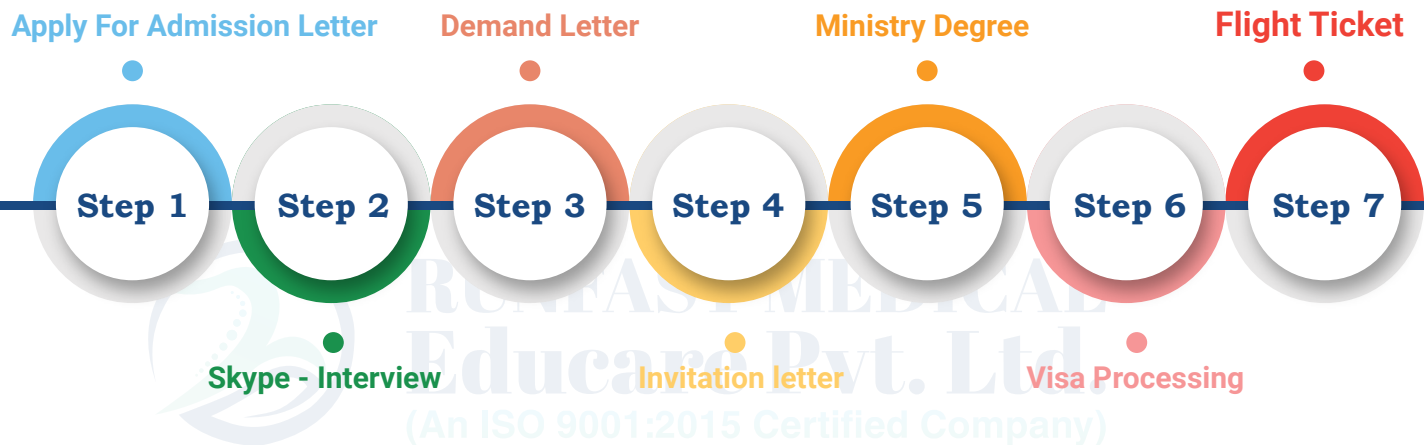 Apply For Admission Letter
Demand Letter
Ministry Degree
Flight Ticket
Step 1
Step 2
Step 3
Step 4
Step 5
Step 6
Step 7
Skype - Interview
Invitation letter
Visa Processing
RUNFAST MEDICAL
Educare Pvt. Ltd.
(An ISO 9001:2015 Certified Company)